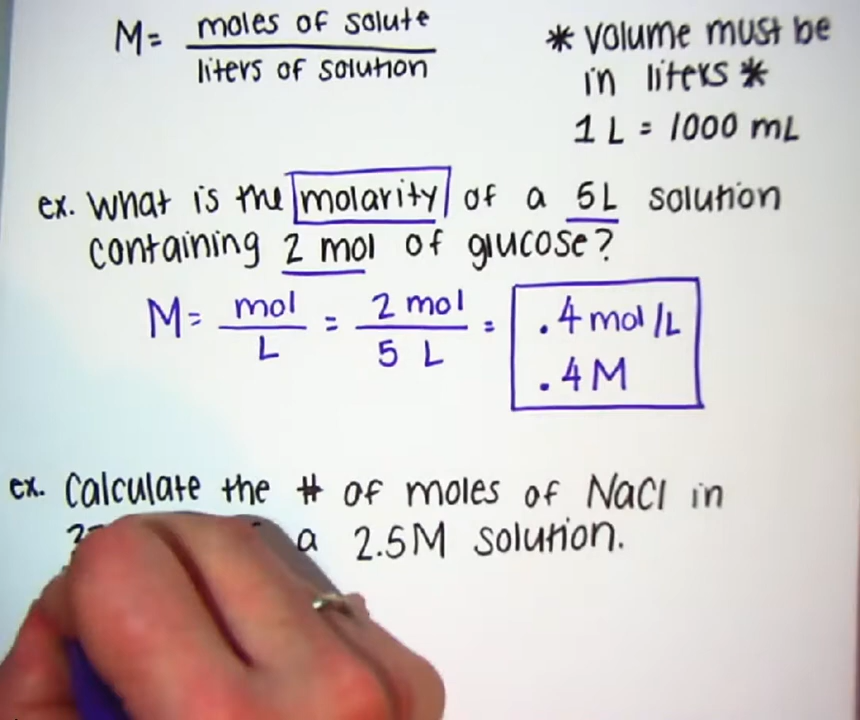 M = moles of solute / liters of solution
* volume must be
in liters *
1 L = 1000 mL
ex. What is the molarity of a 5L solution
containing 2 mol of glucose?
M = mol / L = 2 mol / 5 L = .4 mol/L
.4 M
ex. Calculate the # of moles of NaCl in
a 2.5M solution.